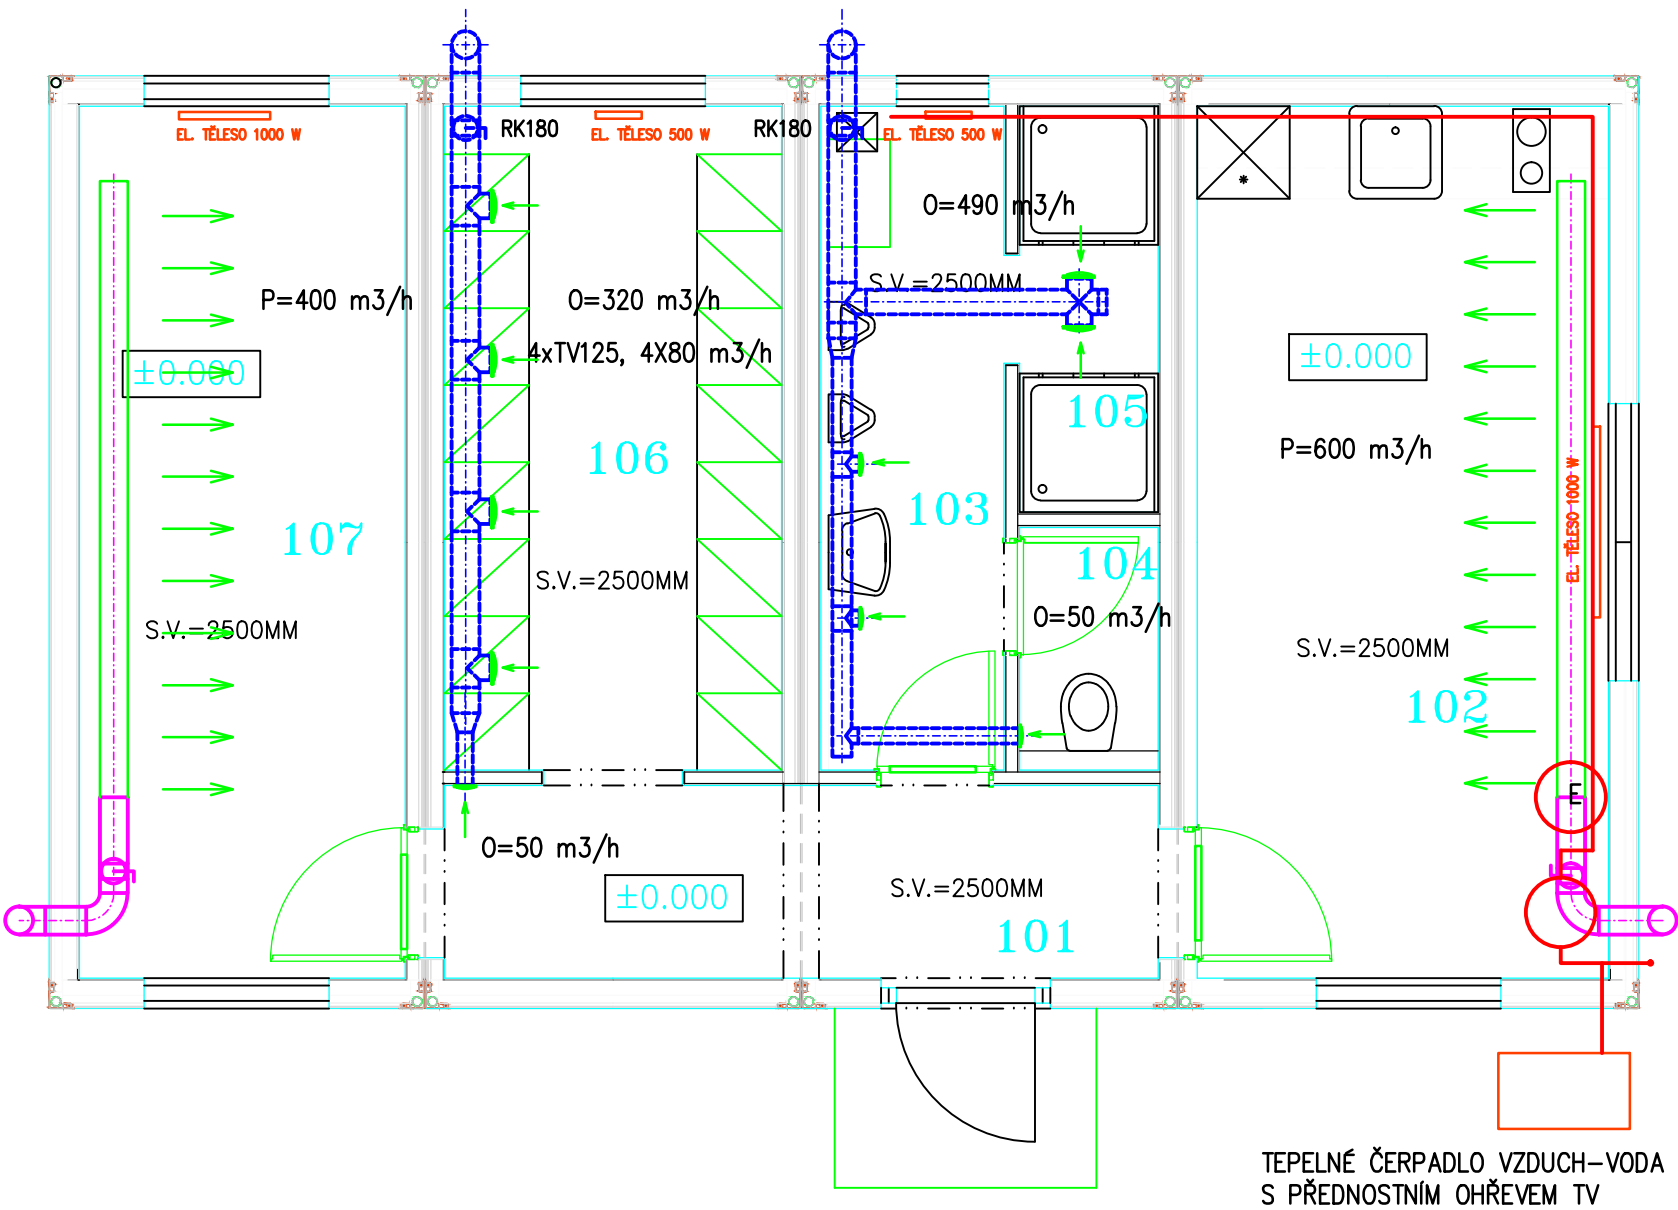 EL. TĚLESO 1000 W
RK180
EL. TĚLESO 500 W
RK180
EL. TĚLESO 500 W
O=490 m3/h
S.V.=2500MM
P=400 m3/h
O=320 m3/h
4xTV125, 4X80 m3/h
±0.000
±0.000
105
106
P=600 m3/h
103
107
104
EL. TĚLESO 1000 W
S.V.=2500MM
O=50 m3/h
S.V.=2500MM
S.V.=2500MM
102
E
O=50 m3/h
±0.000
S.V.=2500MM
101
TEPELNÉ ČERPADLO VZDUCH-VODA
S PŘEDNOSTNÍM OHŘEVEM TV